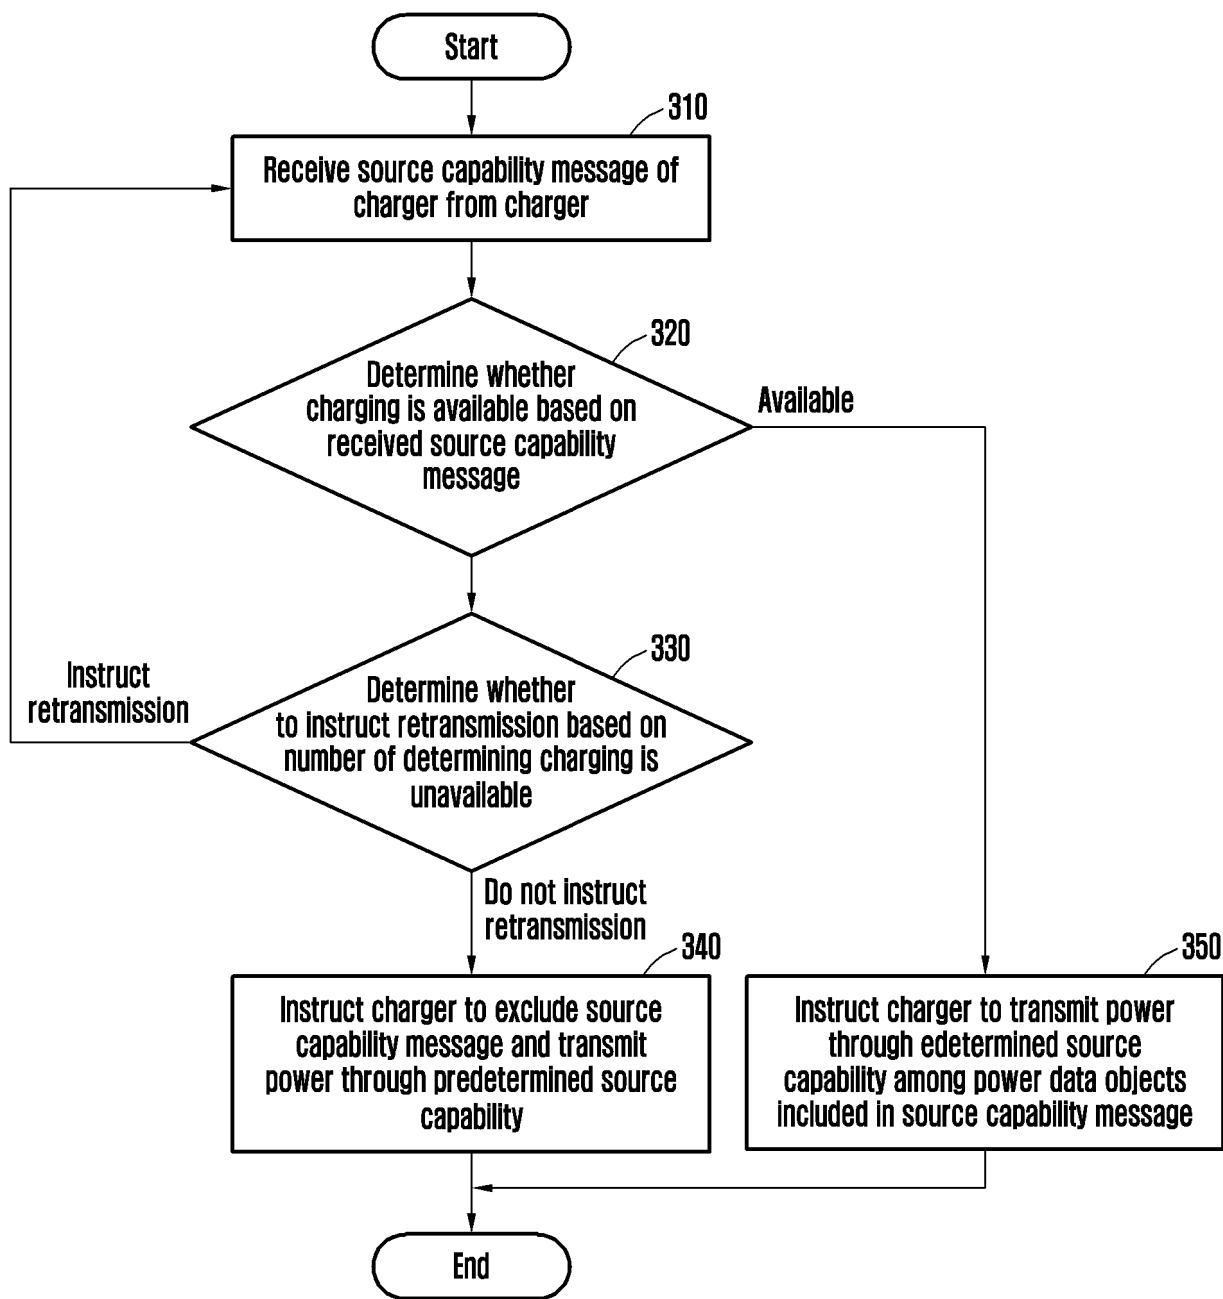 Start
310
Receive source capability message of
charger from charger
320
Determine whether
charging is available based on
received source capability
message
Available
330
Determine whether
to instruct retransmission based on
number of determining charging is
unavailable
Instruct
retransmission
Do not instruct
retransmission
340
Instruct charger to exclude source
capability message and transmit
power through predetermined source
capability
350
Instruct charger to transmit power
through edetermined source
capability among power data objects
included in source capability message
End